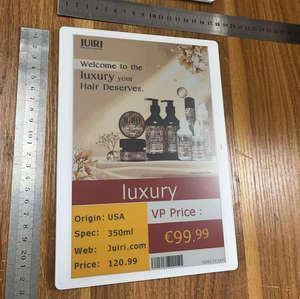 JUIRI
Welcome to the
luxury your
Hair Deserves.
luxury
Origin: USA
Spec: 350ml
Web: Juiri.com
Price: 120.99
VP Price :
€99.99